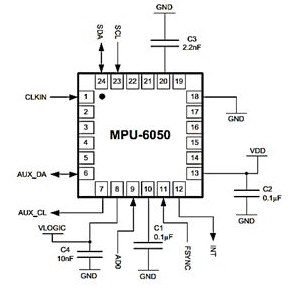 SDA
SCL
C3
2.2nF
GND
24 23 22 21 20 19
CLKIN
1
18
2
17
GND
3
MPU-6050
16
4
15
VDD
5
14
AUX_DA
6
13
C2
0.1µF
7 8 9 10 11 12
AUX_CL
GND
VLOGIC
C1
0.1µF
C4
10nF
AD0
FSYNC
INT
GND
GND